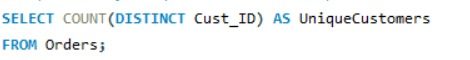 SELECT COUNT(DISTINCT Cust_ID) AS UniqueCustomers
FROM Orders;